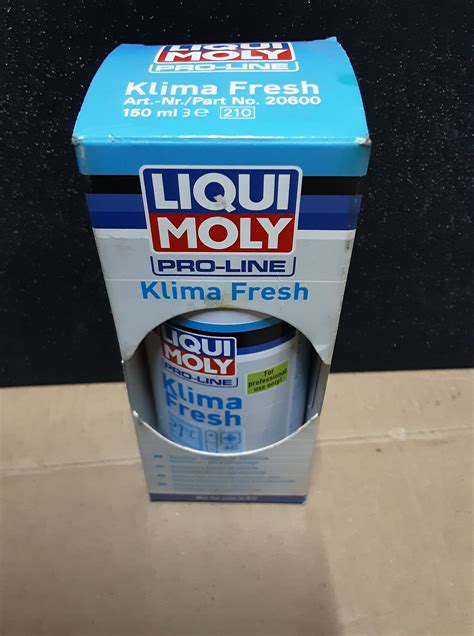 LIQUI
MOLY
PRO-LINE
Klima Fresh
Art.-Nr./Part No. 20600
150 ml 3 e 210
LIQUI
MOLY
PRO-LINE
Klima Fresh
LIQUI
MOLY
PRO-LINE
For
professional
use only!
Klima
Fresh